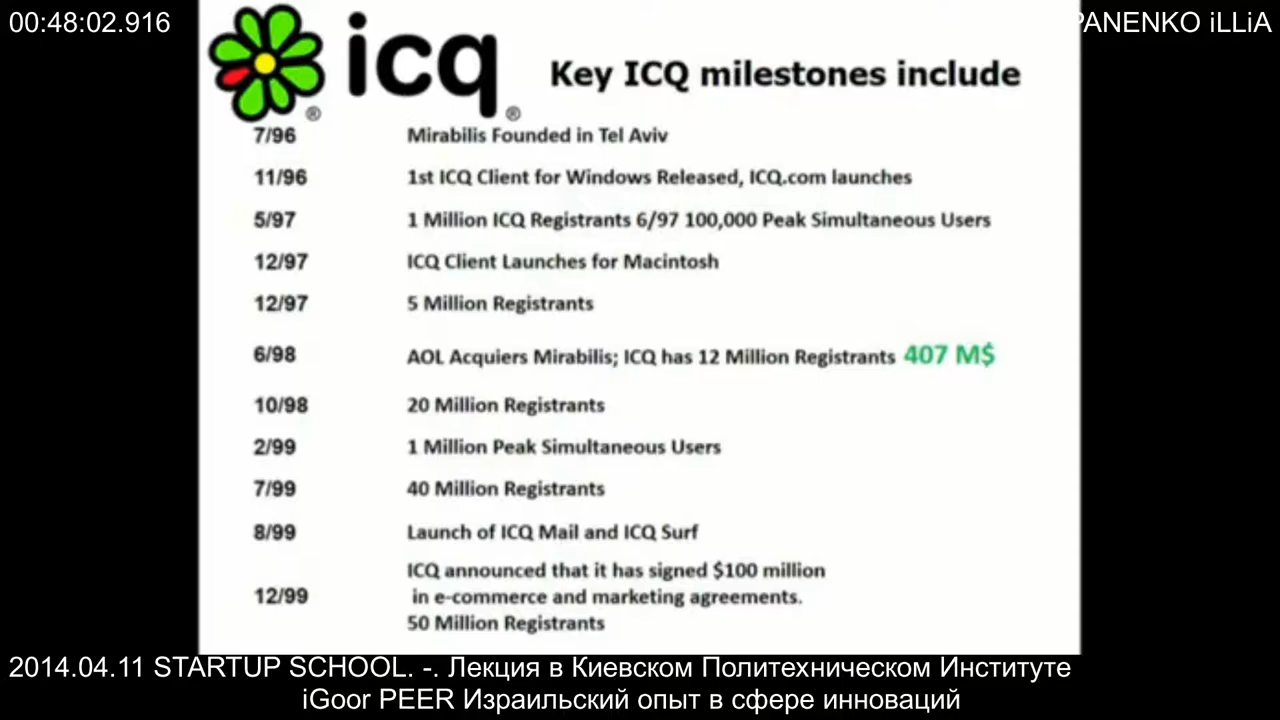 00:48:02.916
PANENKO iLLiA
icq
®
®
Key ICQ milestones include
7/96 Mirabilis Founded in Tel Aviv
11/96 1st ICQ Client for Windows Released, ICQ.com launches
5/97 1 Million ICQ Registrants 6/97 100,000 Peak Simultaneous Users
12/97 ICQ Client Launches for Macintosh
12/97 5 Million Registrants
6/98 AOL Acquiers Mirabilis; ICQ has 12 Million Registrants 407 M$
10/98 20 Million Registrants
2/99 1 Million Peak Simultaneous Users
7/99 40 Million Registrants
8/99 Launch of ICQ Mail and ICQ Surf
ICQ announced that it has signed $100 million
12/99 in e-commerce and marketing agreements.
50 Million Registrants
2014.04.11 STARTUP SCHOOL. -. Лекция в Киевском Политехническом Институте
iGoor PEER Израильский опыт в сфере инноваций